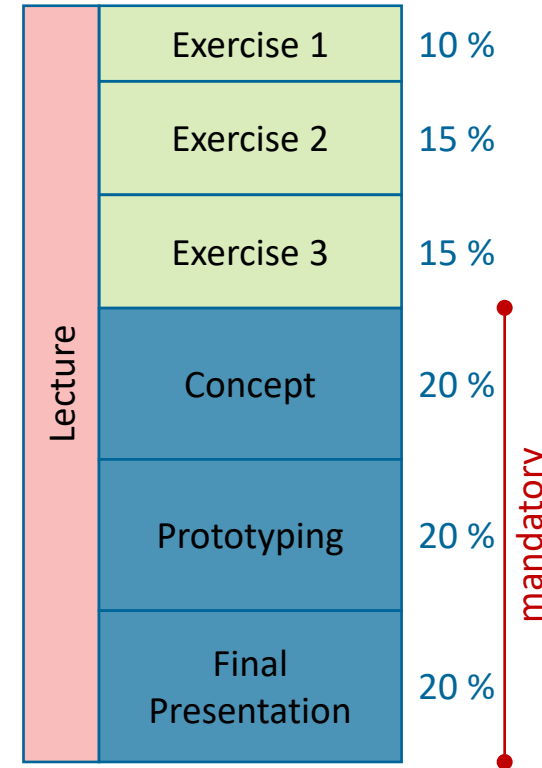 Lecture
Exercise 1
10 %
Exercise 2
15 %
Exercise 3
15 %
Concept
20 %
Prototyping
20 %
Final
Presentation
20 %
mandatory